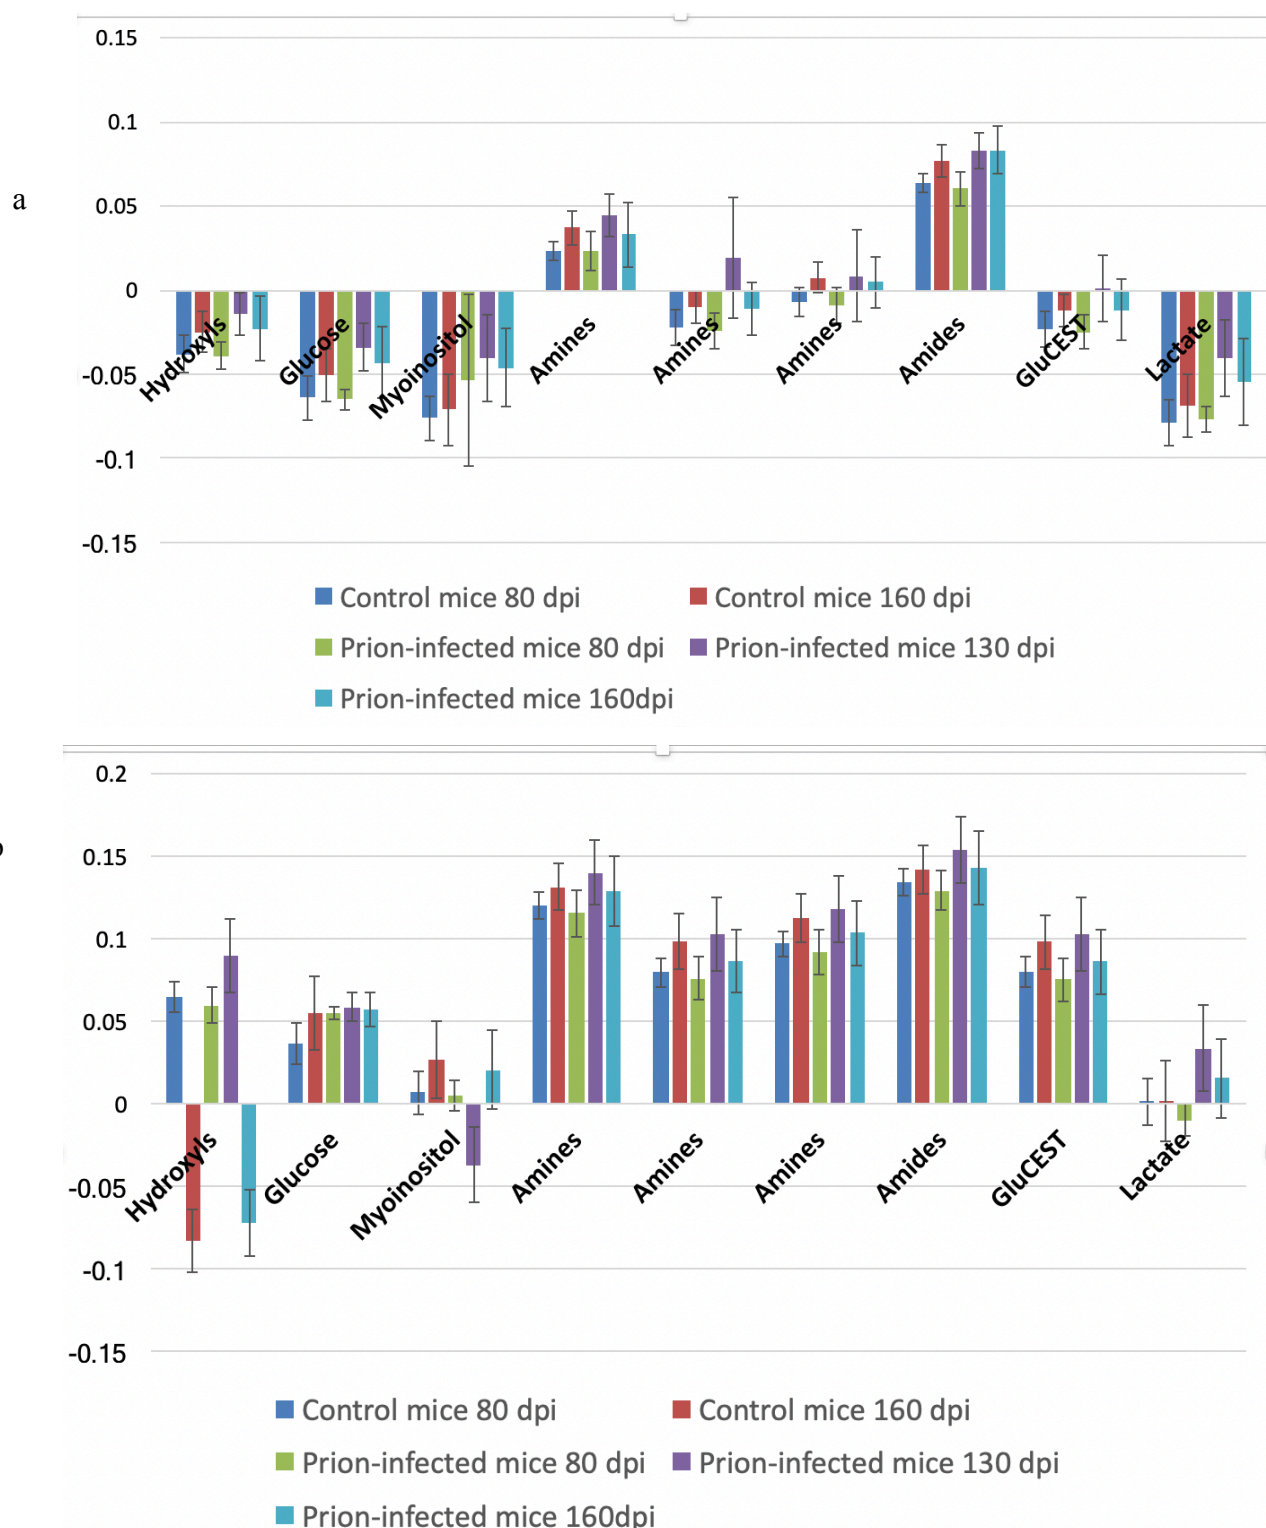 0.15
0.1
a
0.05
0
-0.05
-0.1
-0.15
Hydroxyls Glucose Myoinositol Amines Amines Amines Amides GluCEST Lactate
Control mice 80 dpi Control mice 160 dpi
Prion-infected mice 80 dpi Prion-infected mice 130 dpi
Prion-infected mice 160dpi
0.2
0.15
0.1
0.05
0
-0.05
-0.1
-0.15
Hydroxyls Glucose Myoinositol Amines Amines Amines Amides GluCEST Lactate
Control mice 80 dpi Control mice 160 dpi
Prion-infected mice 80 dpi Prion-infected mice 130 dpi
Prion-infected mice 160dpi